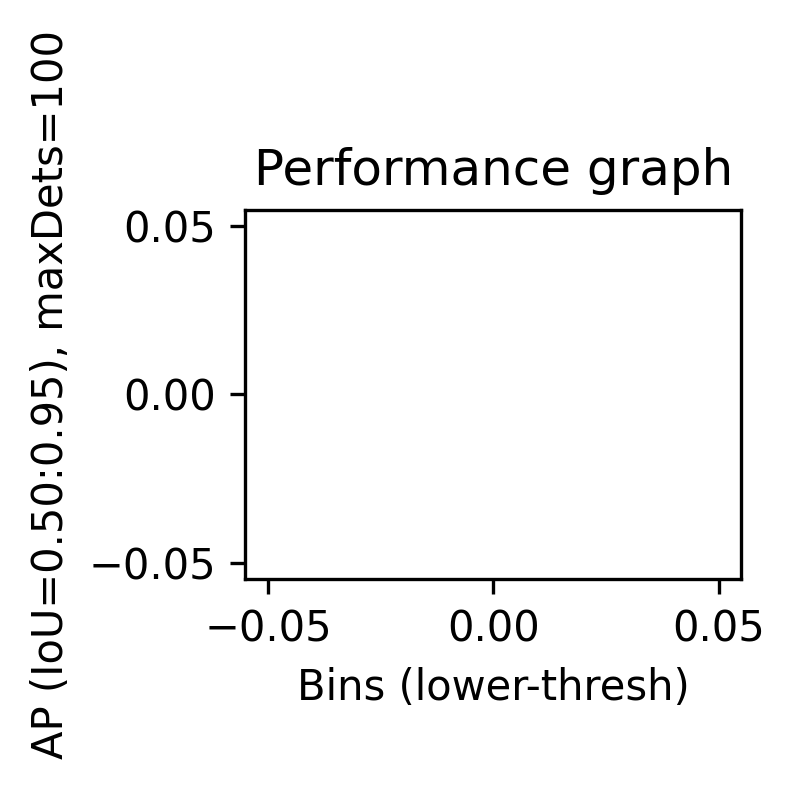 Performance graph
AP (IoU=0.50:0.95), maxDets=100
0.05
0.00
−0.05
−0.05 0.00 0.05
Bins (lower-thresh)